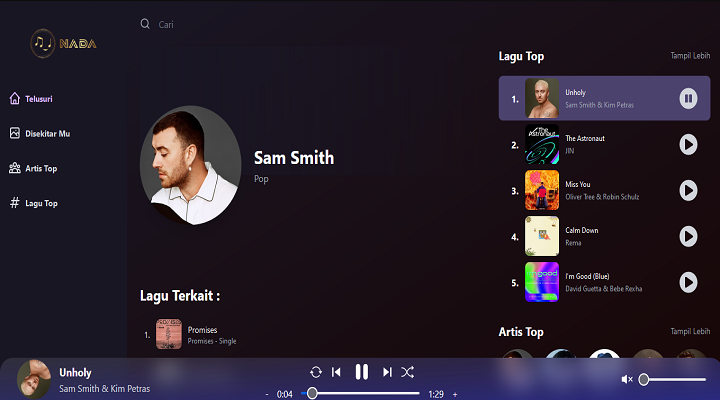 NADA
Cari
Telusuri
Disekitar Mu
Artis Top
Lagu Top
Sam Smith
Pop
Lagu Terkait :
1.
Promises
Promises - Single
Lagu Top
Tampil Lebih
1.
Unholy
Sam Smith & Kim Petras
2.
The Astronaut
JIN
3.
Miss You
Oliver Tree & Robin Schulz
4.
Calm Down
Rema
5.
I'm Good (Blue)
David Guetta & Bebe Rexha
Artis Top
Tampil Lebih
Unholy
Sam Smith & Kim Petras
- 0:04
1:29 +